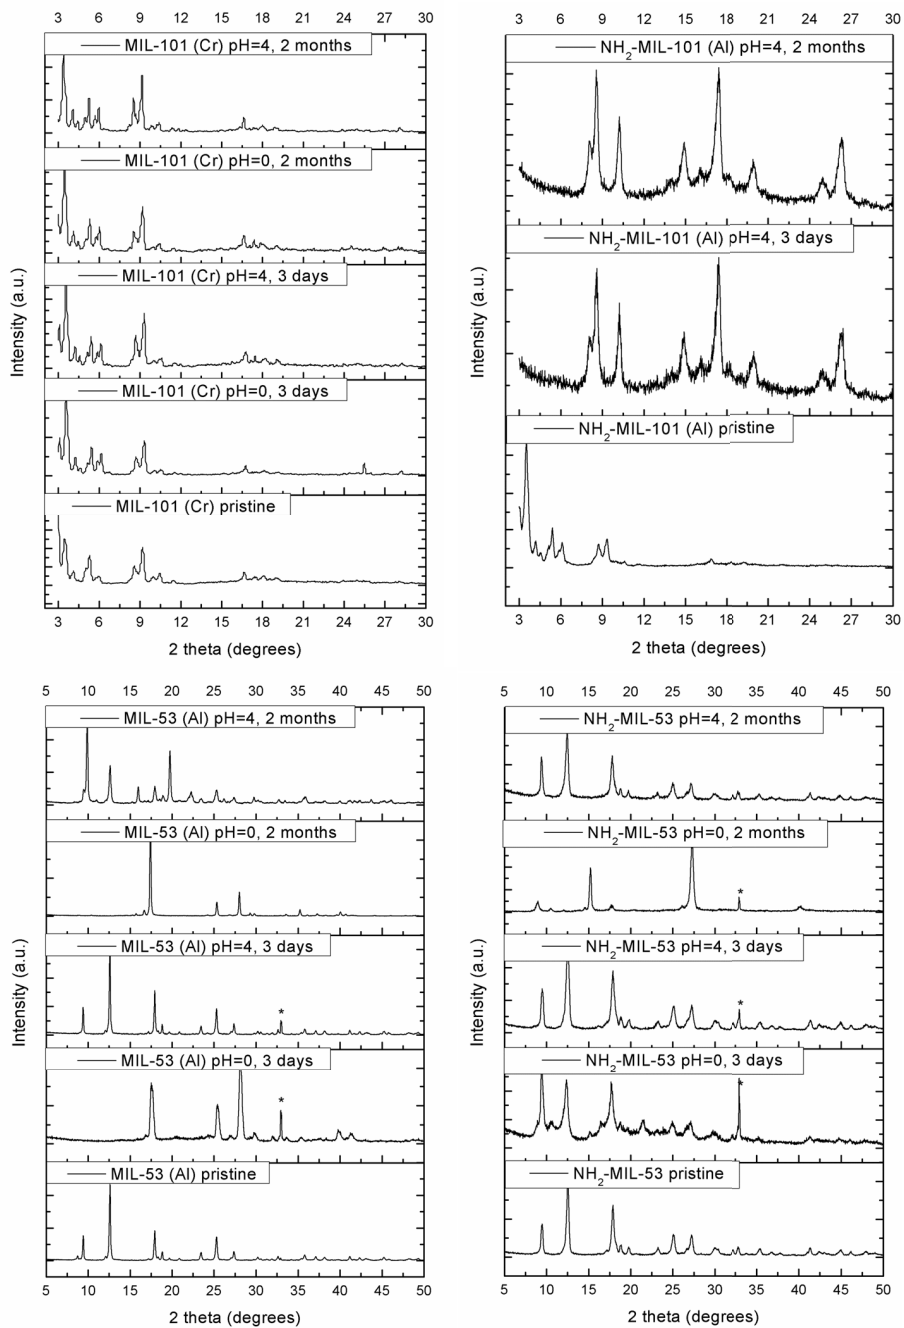 3 6 9 12 15 18 21 24 27 30
MIL-101 (Cr) pH=4, 2 months
MIL-101 (Cr) pH=0, 2 months
MIL-101 (Cr) pH=4, 3 days
MIL-101 (Cr) pH=0, 3 days
MIL-101 (Cr) pristine
Intensity (a.u.)
3 6 9 12 15 18 21 24 27 30
2 theta (degrees)
3 6 9 12 15 18 21 24 27 30
NH₂-MIL-101 (Al) pH=4, 2 months
NH₂-MIL-101 (Al) pH=4, 3 days
NH₂-MIL-101 (Al) pristine
Intensity (a.u.)
3 6 9 12 15 18 21 24 27 30
2 theta (degrees)
5 10 15 20 25 30 35 40 45 50
MIL-53 (Al) pH=4, 2 months
MIL-53 (Al) pH=0, 2 months
MIL-53 (Al) pH=4, 3 days
*
MIL-53 (Al) pH=0, 3 days
*
MIL-53 (Al) pristine
Intensity (a.u.)
5 10 15 20 25 30 35 40 45 50
2 theta (degrees)
5 10 15 20 25 30 35 40 45 50
NH₂-MIL-53 pH=4, 2 months
NH₂-MIL-53 pH=0, 2 months
*
NH₂-MIL-53 pH=4, 3 days
*
NH₂-MIL-53 pH=0, 3 days
*
NH₂-MIL-53 pristine
Intensity (a.u.)
5 10 15 20 25 30 35 40 45 50
2 theta (degrees)